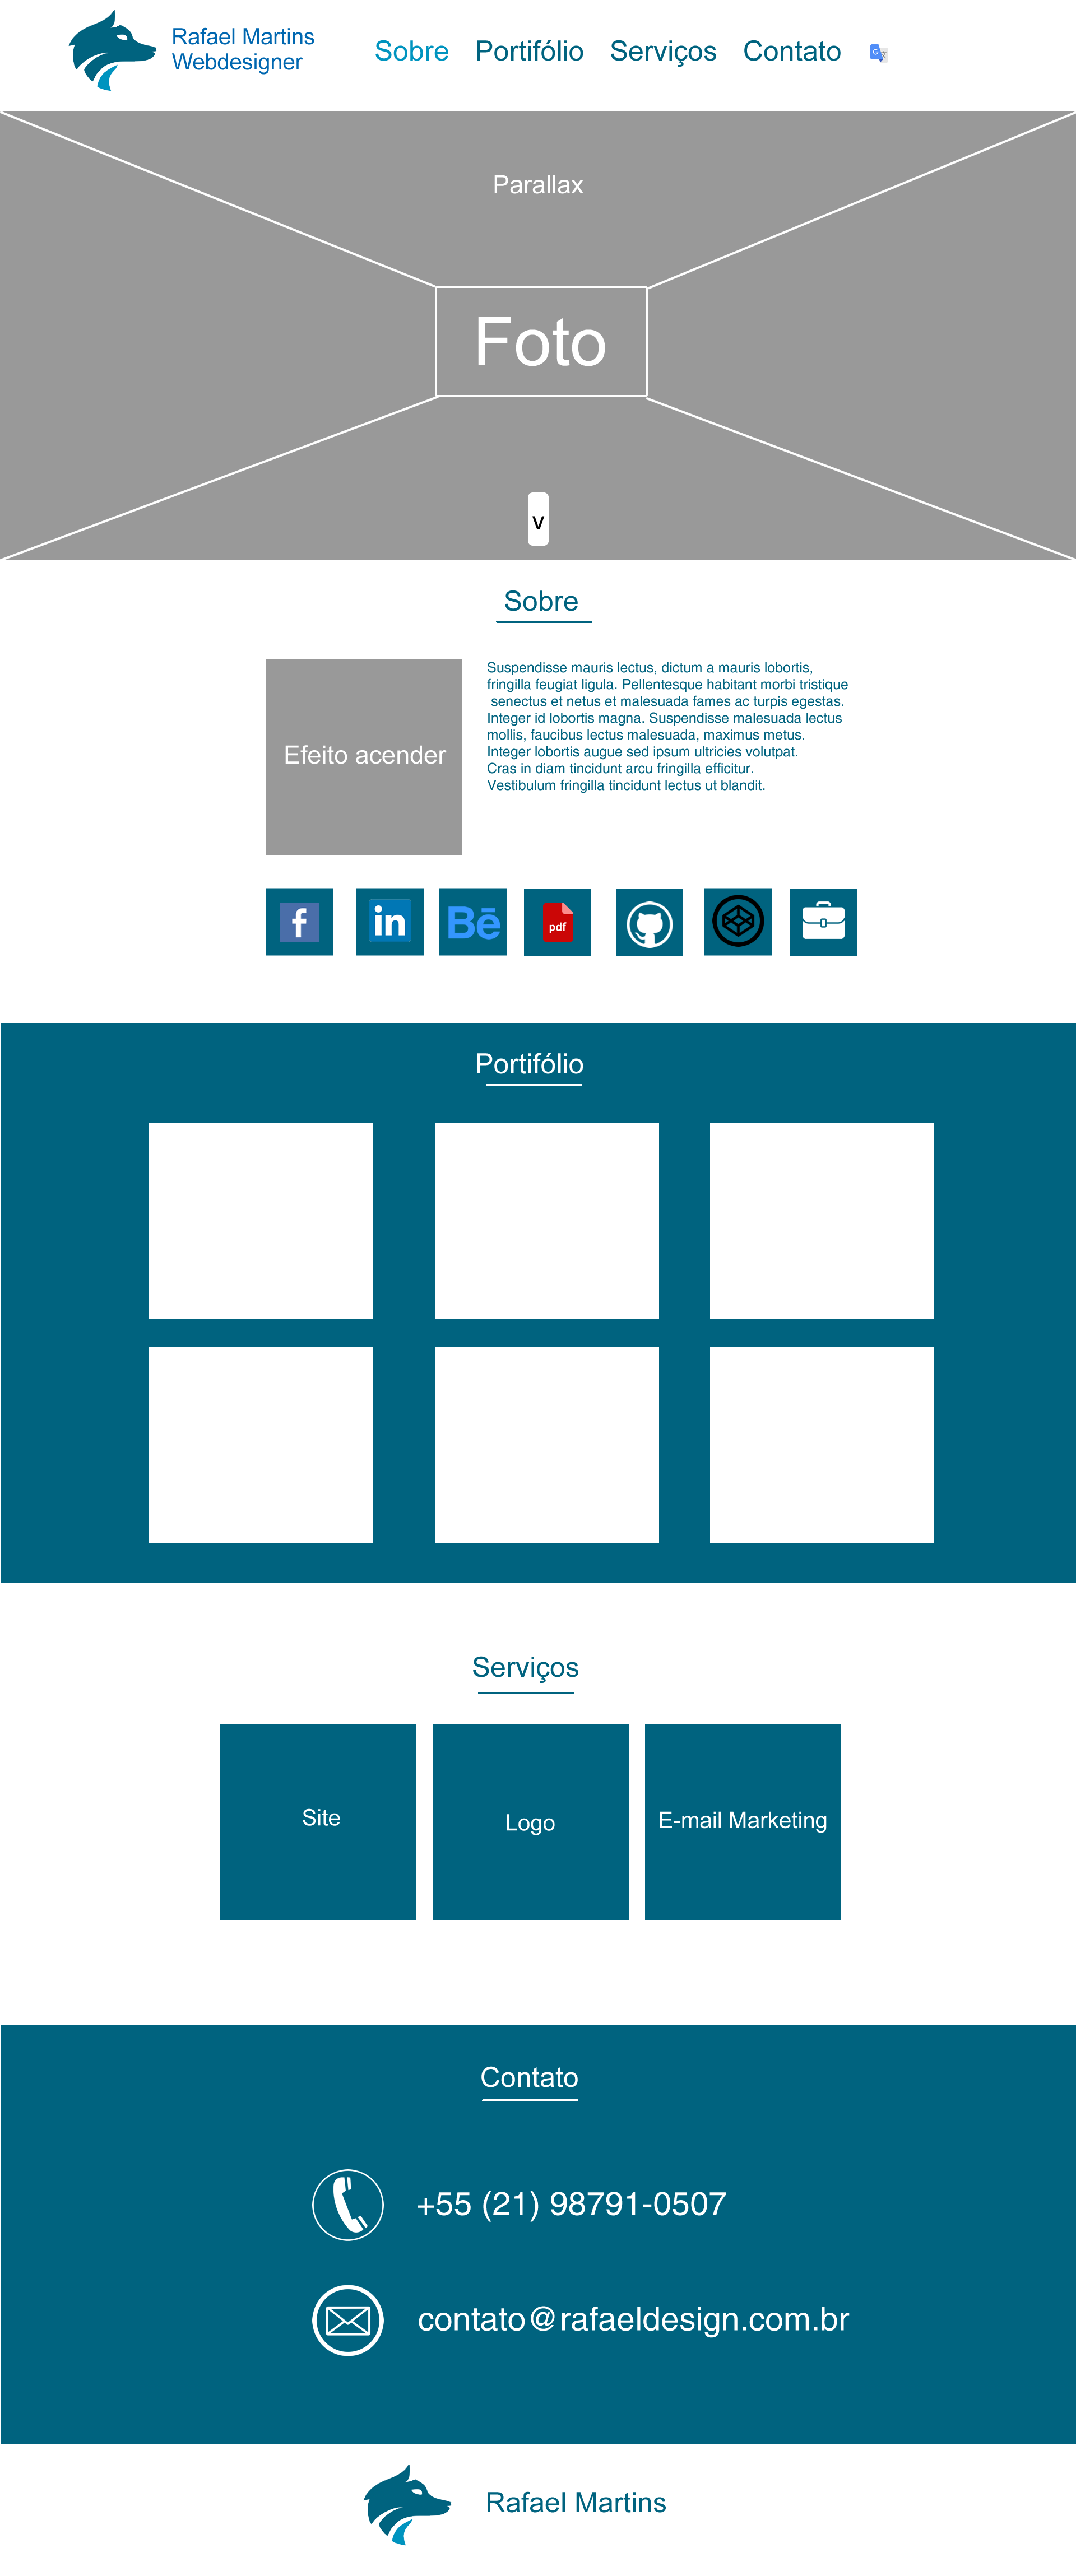 Rafael Martins
Webdesigner
Sobre Portifólio Serviços Contato
G
Parallax
Foto
v
Sobre
Efeito acender
Suspendisse mauris lectus, dictum a mauris lobortis,
fringilla feugiat ligula. Pellentesque habitant morbi tristique
senectus et netus et malesuada fames ac turpis egestas.
Integer id lobortis magna. Suspendisse malesuada lectus
mollis, faucibus lectus malesuada, maximus metus.
Integer lobortis augue sed ipsum ultricies volutpat.
Cras in diam tincidunt arcu fringilla efficitur.
Vestibulum fringilla tincidunt lectus ut blandit.
f in Bē pdf
Portifólio
Serviços
Site Logo E-mail Marketing
Contato
+55 (21) 98791-0507
contato@rafaeldesign.com.br
Rafael Martins